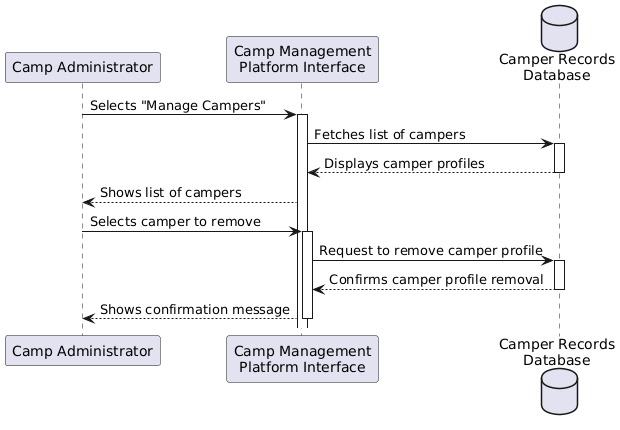 Camper Records
Database
Camp Management
Platform Interface
Camp Administrator
Selects "Manage Campers"
Fetches list of campers
Displays camper profiles
Shows list of campers
Selects camper to remove
Request to remove camper profile
Confirms camper profile removal
Shows confirmation message
Camp Administrator
Camp Management
Platform Interface
Camper Records
Database